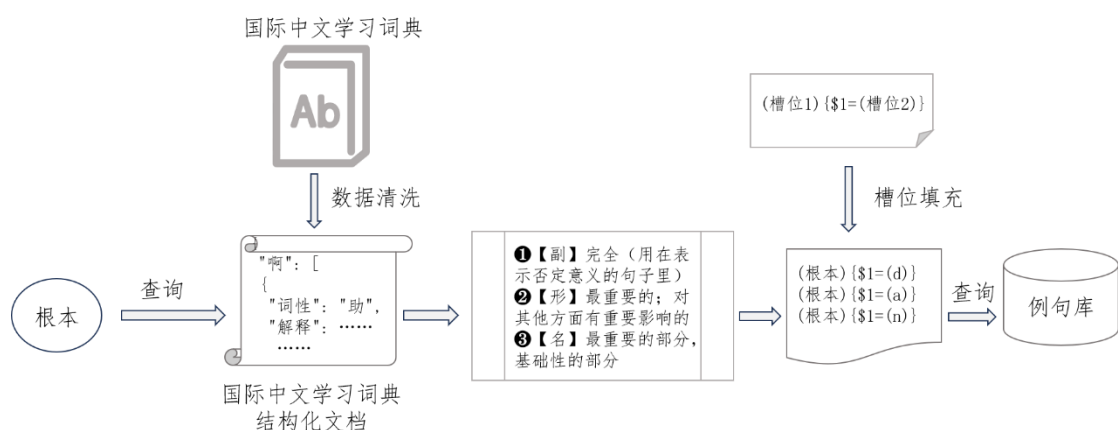 国际中文学习词典
Ab
数据清洗
(槽位1){$1=(槽位2)}
槽位填充
根本
查询
"啊": [
{
"词性": "助",
"解释": ……
……
国际中文学习词典
结构化文档
❶【副】完全（用在表
示否定意义的句子里）
❷【形】最重要的；对
其他方面有重要影响的
❸【名】最重要的部分，
基础性的部分
(根本){$1=(d)}
(根本){$1=(a)}
(根本){$1=(n)}
查询
例句库